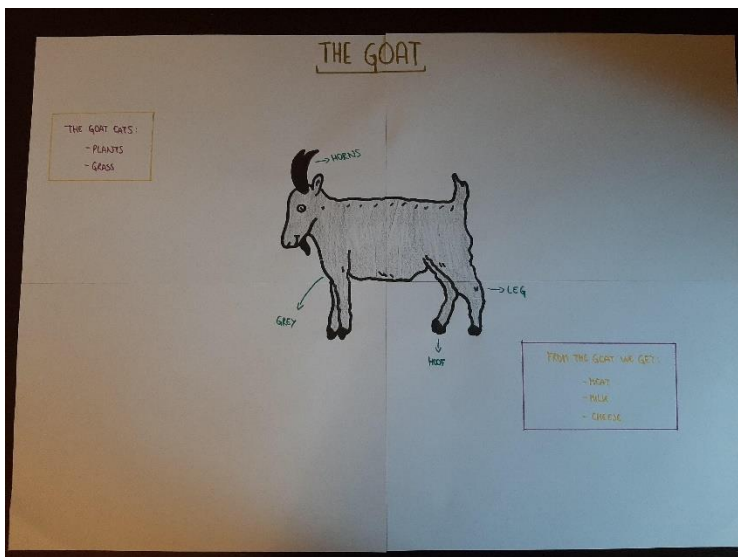 THE GOAT
THE GOAT EATS:
- PLANTS
- GRASS
HORNS
LEG
GREY
HOOF
FROM THE GOAT WE GET:
- MEAT
- MILK
- CHEESE